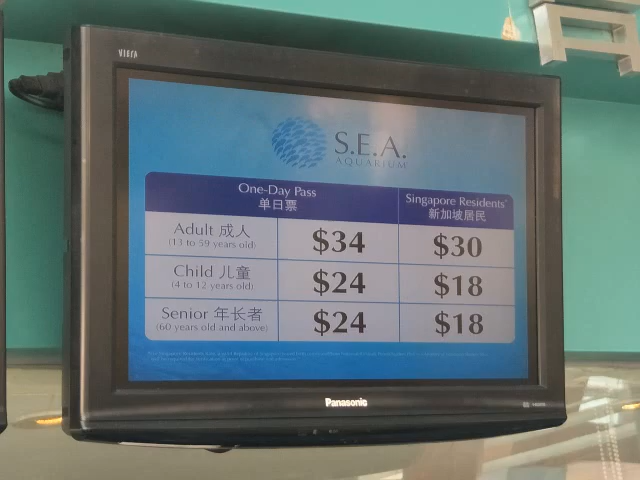 VIERA
S.E.A.
AQUARIUM
One-Day Pass
单日票
Singapore Residents*
新加坡居民
Adult 成人
(13 to 59 years old)
$34
$30
Child 儿童
(4 to 12 years old)
$24
$18
Senior 年长者
(60 years old and above)
$24
$18
Panasonic